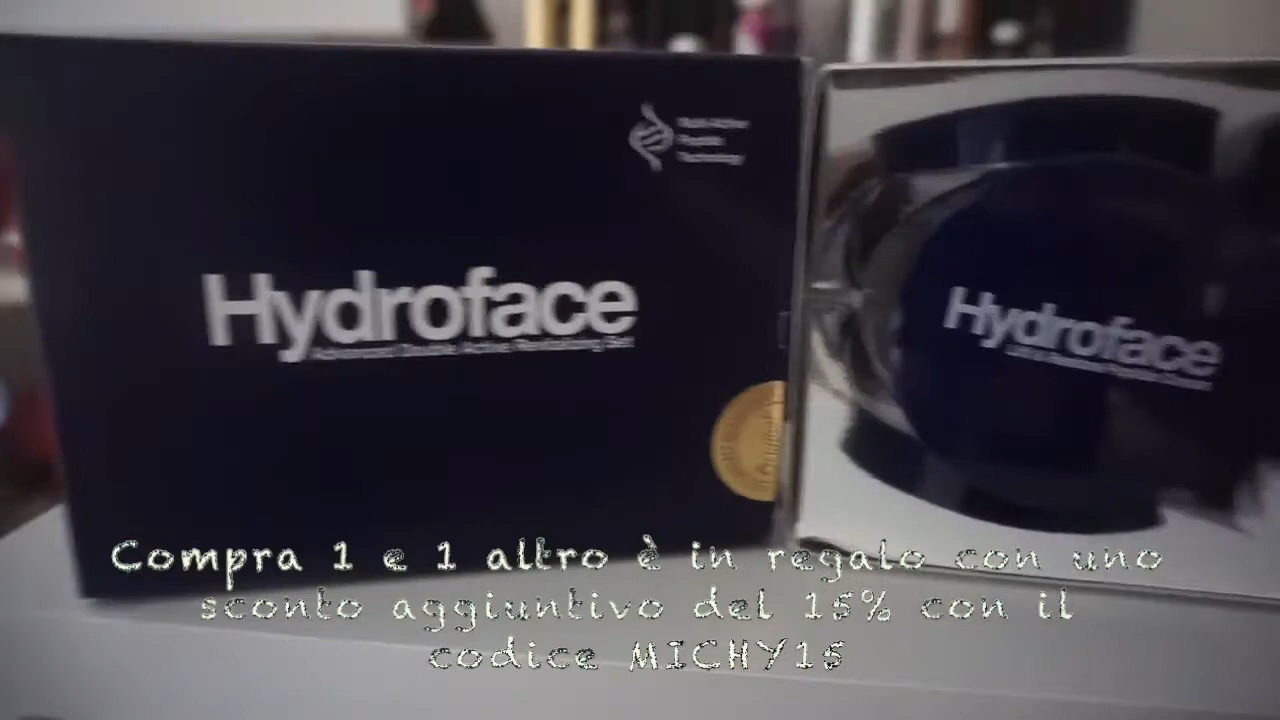 Hydroface
Hydroface
Compra 1 e 1 altro è in regalo con uno
sconto aggiuntivo del 15% con il
codice MICHY15